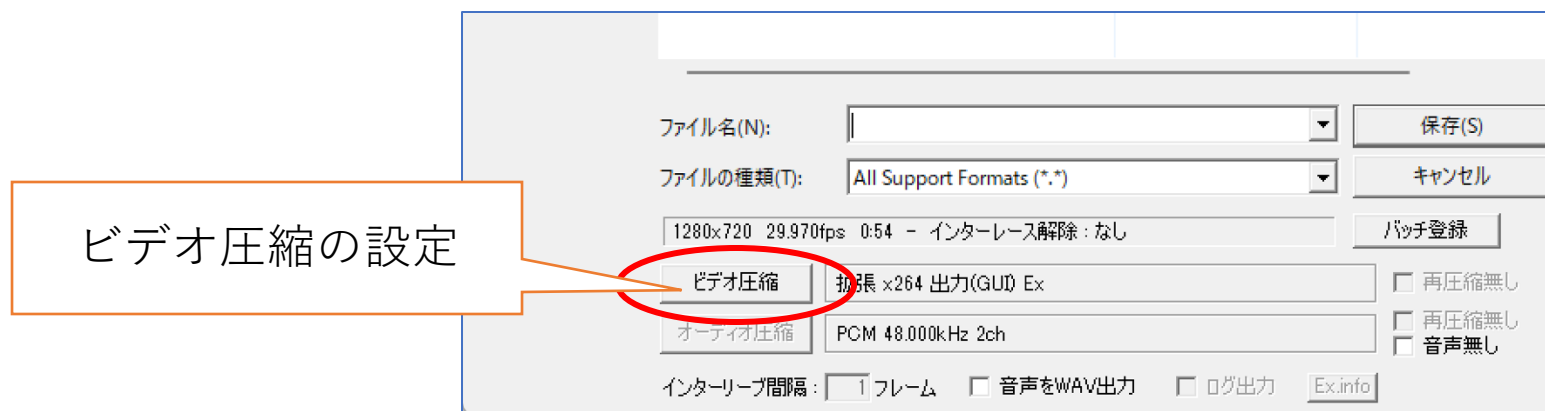 ファイル名(N):
保存(S)
ファイルの種類(T): All Support Formats (*.*)
キャンセル
1280x720 29.970fps 0:54 - インターレース解除 : なし
バッチ登録
ビデオ圧縮の設定
ビデオ圧縮
拡張 x264 出力(GUI) Ex
再圧縮無し
オーディオ圧縮
PCM 48.000kHz 2ch
再圧縮無し
音声無し
インターリーブ間隔 : 1 フレーム
音声をWAV出力
ログ出力
Ex.info